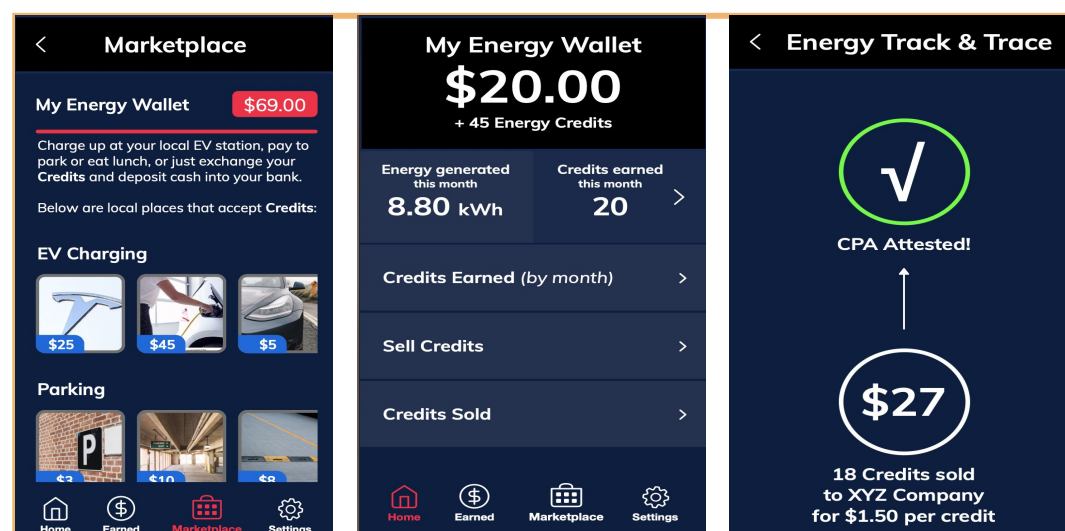 Marketplace
My Energy Wallet
$69.00
Charge up at your local EV station, pay to
park or eat lunch, or just exchange your
Credits and deposit cash into your bank.
Below are local places that accept Credits:
EV Charging
$25
$45
$5
Parking
P
$3
$10
$8
Home
Earned
Marketplace
Settings
My Energy Wallet
$20.00
+ 45 Energy Credits
Energy generated
this month
8.80 kWh
Credits earned
this month
20
Credits Earned (by month)
Sell Credits
Credits Sold
Home
Earned
Marketplace
Settings
Energy Track & Trace
√
CPA Attested!
$27
18 Credits sold
to XYZ Company
for $1.50 per credit